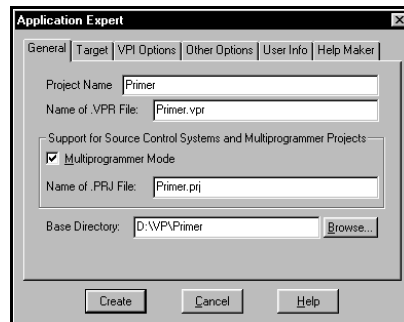 Application Expert
General Target VPI Options Other Options User Info Help Maker
Project Name Primer
Name of .VPR File: Primer.vpr
Support for Source Control Systems and Multiprogrammer Projects
Multiprogrammer Mode
Name of .PRJ File: Primer.prj
Base Directory: D:\VP\Primer Browse...
Create Cancel Help